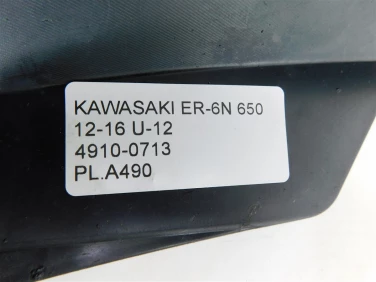 KAWASAKI ER-6N 650
12-16 U-12
4910-0713
PL.A490